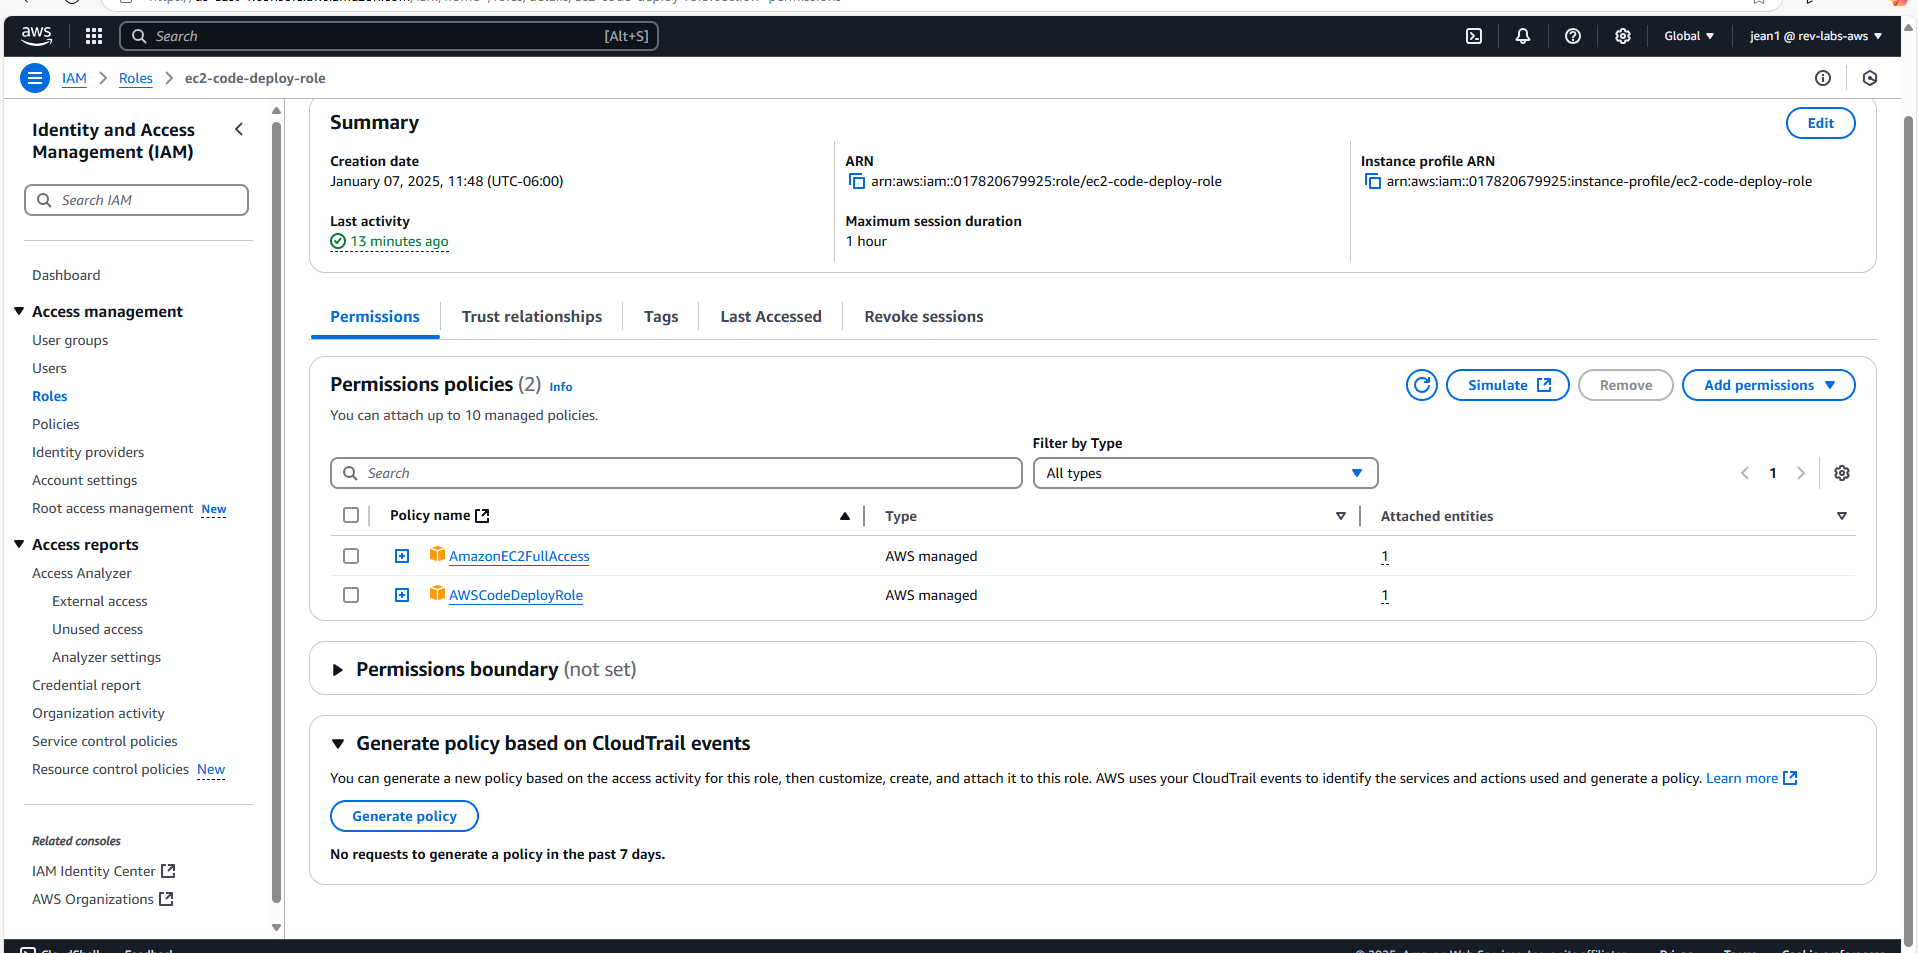 aws
Search [Alt+S]
Global
jean1 @ rev-labs-aws
IAM
Roles
ec2-code-deploy-role
Identity and Access
Management (IAM)
Search IAM
Dashboard
Access management
User groups
Users
Roles
Policies
Identity providers
Account settings
Root access management New
Access reports
Access Analyzer
External access
Unused access
Analyzer settings
Credential report
Organization activity
Service control policies
Resource control policies New
Related consoles
IAM Identity Center
AWS Organizations
Summary
Edit
Creation date
January 07, 2025, 11:48 (UTC-06:00)
Last activity
13 minutes ago
ARN
arn:aws:iam::017820679925:role/ec2-code-deploy-role
Maximum session duration
1 hour
Instance profile ARN
arn:aws:iam::017820679925:instance-profile/ec2-code-deploy-role
Permissions
Trust relationships
Tags
Last Accessed
Revoke sessions
Permissions policies (2) Info
Simulate
Remove
Add permissions
You can attach up to 10 managed policies.
Filter by Type
Search
All types
1
Policy name
Type
Attached entities
AmazonEC2FullAccess
AWS managed
1
AWSCodeDeployRole
AWS managed
1
Permissions boundary (not set)
Generate policy based on CloudTrail events
You can generate a new policy based on the access activity for this role, then customize, create, and attach it to this role. AWS uses your CloudTrail events to identify the services and actions used and generate a policy. Learn more
Generate policy
No requests to generate a policy in the past 7 days.